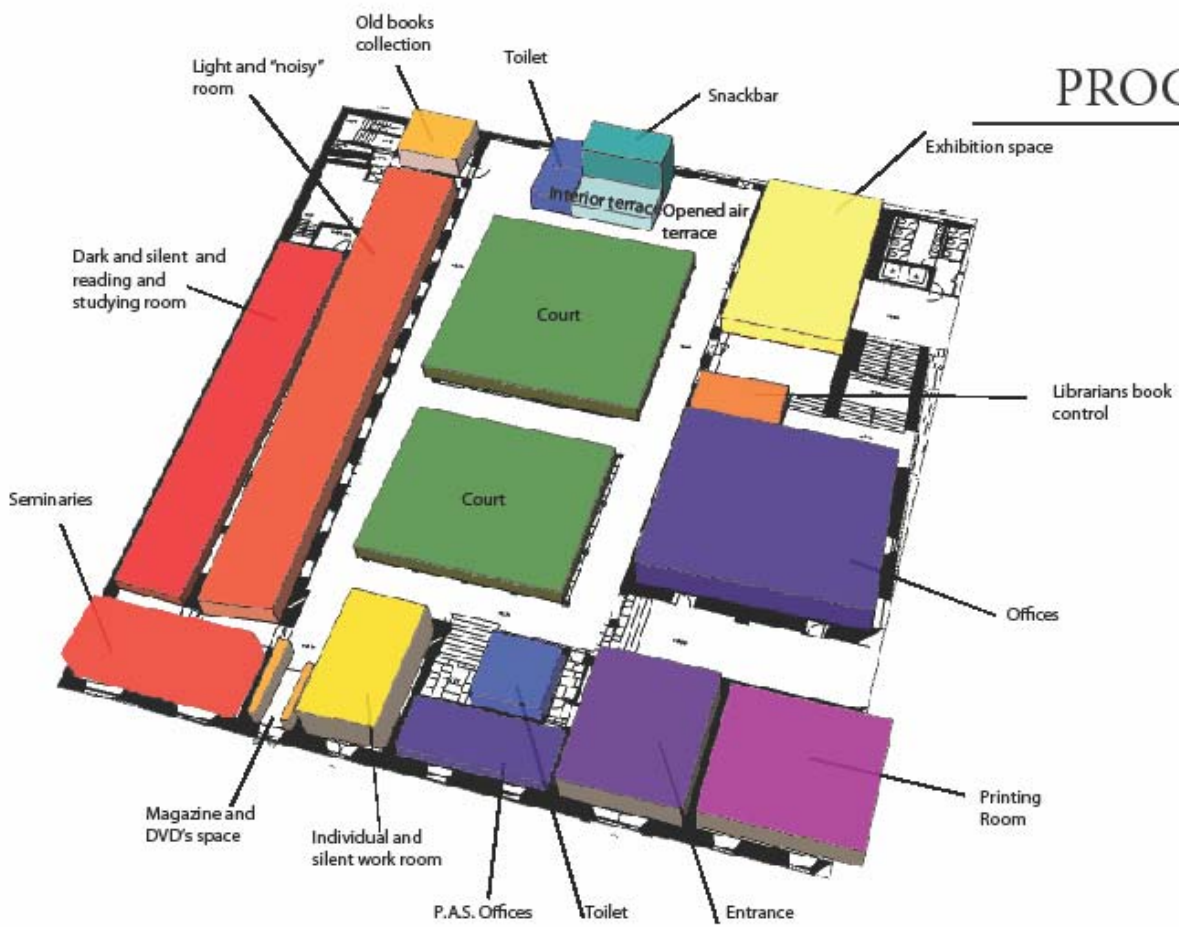 PROG
Old books
collection
Toilet
Light and "noisy"
room
Snackbar
Exhibition space
Interior terrace
Opened air
terrace
Dark and silent and
reading and
studying room
Court
Librarians book
control
Court
Seminaries
Offices
Magazine and
DVD's space
Individual and
silent work room
Printing
Room
P.A.S. Offices
Toilet
Entrance